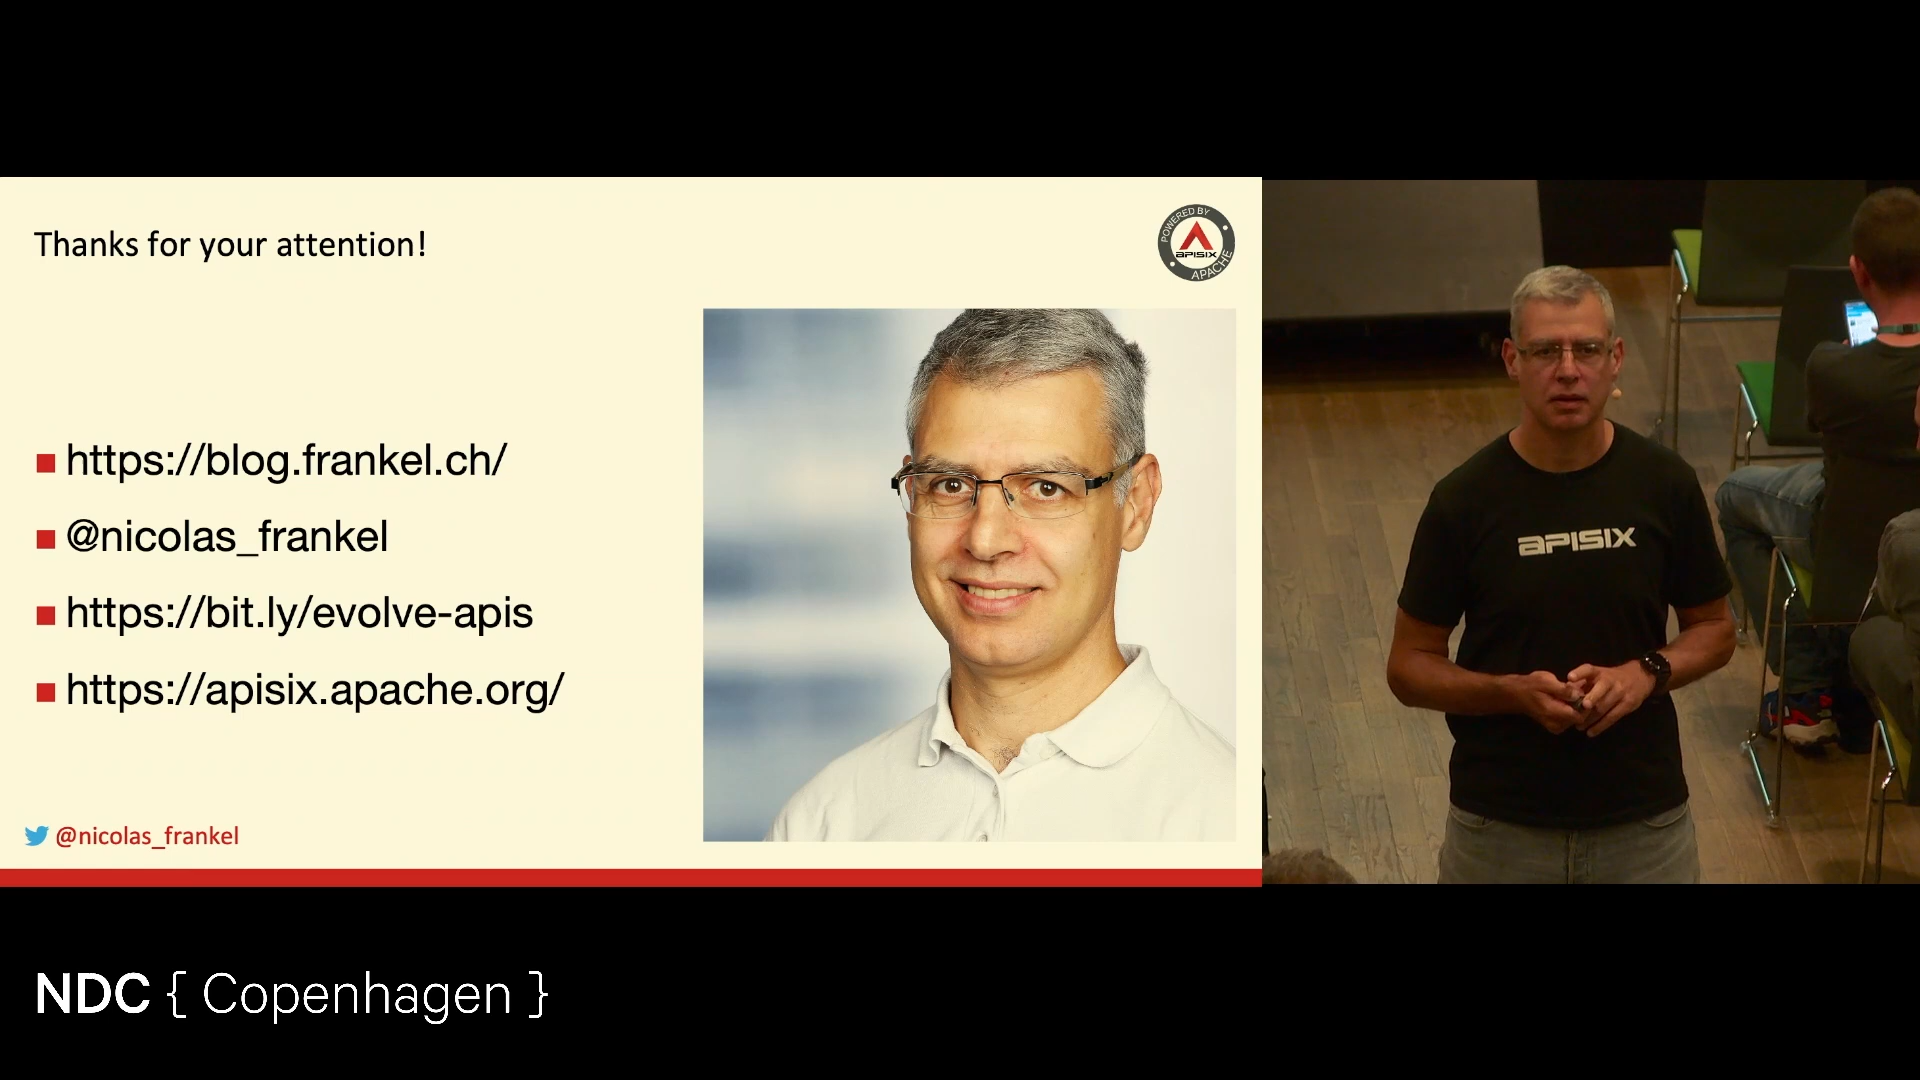 Thanks for your attention!
POWERED BY
APISIX
APACHE
https://blog.frankel.ch/
@nicolas_frankel
https://bit.ly/evolve-apis
https://apisix.apache.org/
@nicolas_frankel
APISIX
NDC { Copenhagen }